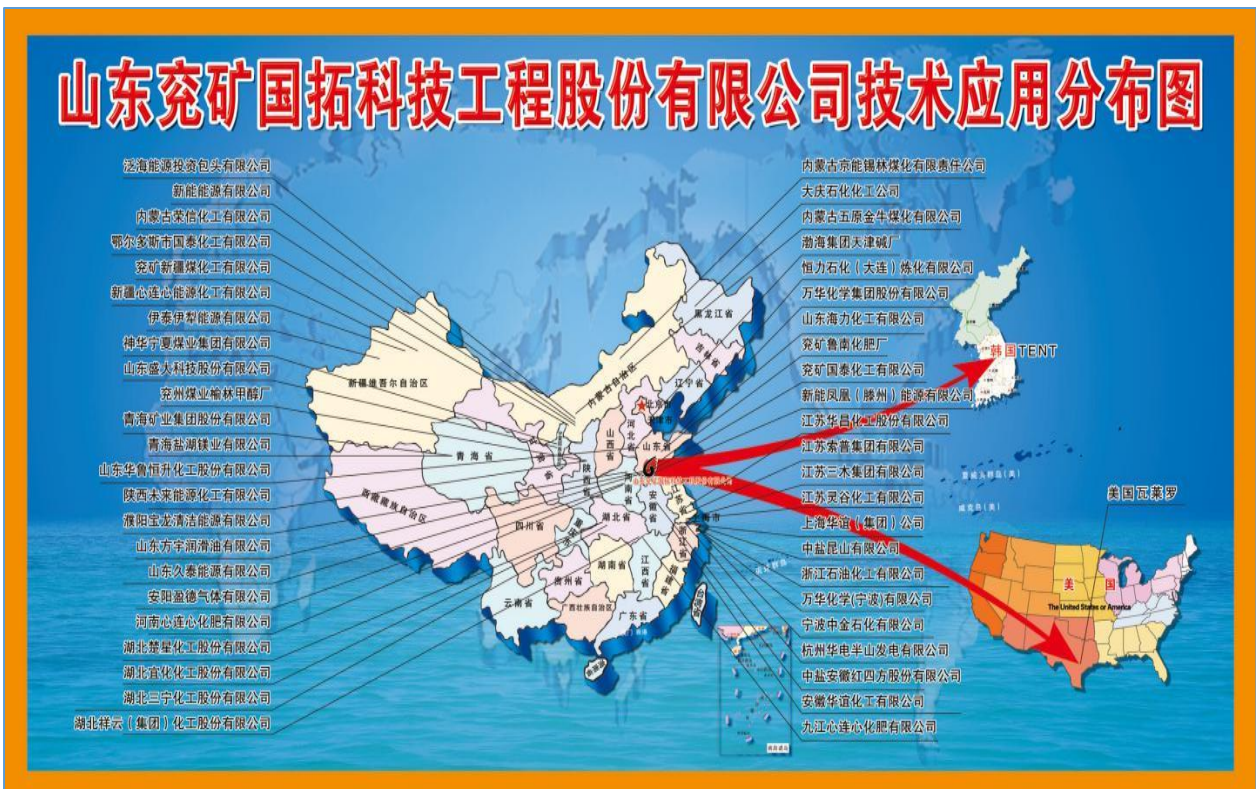 山东兖矿国拓科技工程股份有限公司技术应用分布图
泛海能源投资包头有限公司
新能能源有限公司
内蒙古荣信化工有限公司
鄂尔多斯市国泰化工有限公司
兖矿新疆煤化工有限公司
新疆心连心能源化工有限公司
伊泰伊犁能源有限公司
神华宁夏煤业集团有限公司
山东盛大科技股份有限公司
兖州煤业榆林甲醇厂
青海矿业集团股份有限公司
青海盐湖镁业有限公司
山东华鲁恒升化工股份有限公司
陕西未来能源化工有限公司
濮阳宝龙清洁能源有限公司
山东方宇润滑油有限公司
山东久泰能源有限公司
安阳盈德气体有限公司
河南心连心化肥有限公司
湖北楚星化工股份有限公司
湖北宜化化工股份有限公司
湖北三宁化工股份有限公司
湖北祥云（集团）化工股份有限公司
内蒙古京能锡林煤化有限责任公司
大庆石化化工公司
内蒙古五原金牛煤化有限公司
渤海集团天津碱厂
恒力石化（大连）炼化有限公司
万华化学集团股份有限公司
山东海力化工有限公司
兖矿鲁南化肥厂
兖矿国泰化工有限公司
新能凤凰（滕州）能源有限公司
江苏华昌化工股份有限公司
江苏索普集团有限公司
江苏三木集团有限公司
江苏灵谷化工有限公司
上海华谊（集团）公司
中盐昆山有限公司
浙江石油化工有限公司
万华化学(宁波)有限公司
宁波中金石化有限公司
杭州华电半山发电有限公司
中盐安徽红四方股份有限公司
安徽华谊化工有限公司
九江心连心化肥有限公司
黑龙江省
吉林省
辽宁省
内蒙古自治区
新疆维吾尔自治区
北京市
河北省
山西省
山东省
青海省
陕西省
河南省
西藏藏族自治区
四川省
湖北省
安徽省
湖南省
江西省
贵州省
云南省
广西壮族自治区
广东省
福建省
台湾省
南海诸岛
韩国TENT
美国瓦莱罗
美 国
The United States or America